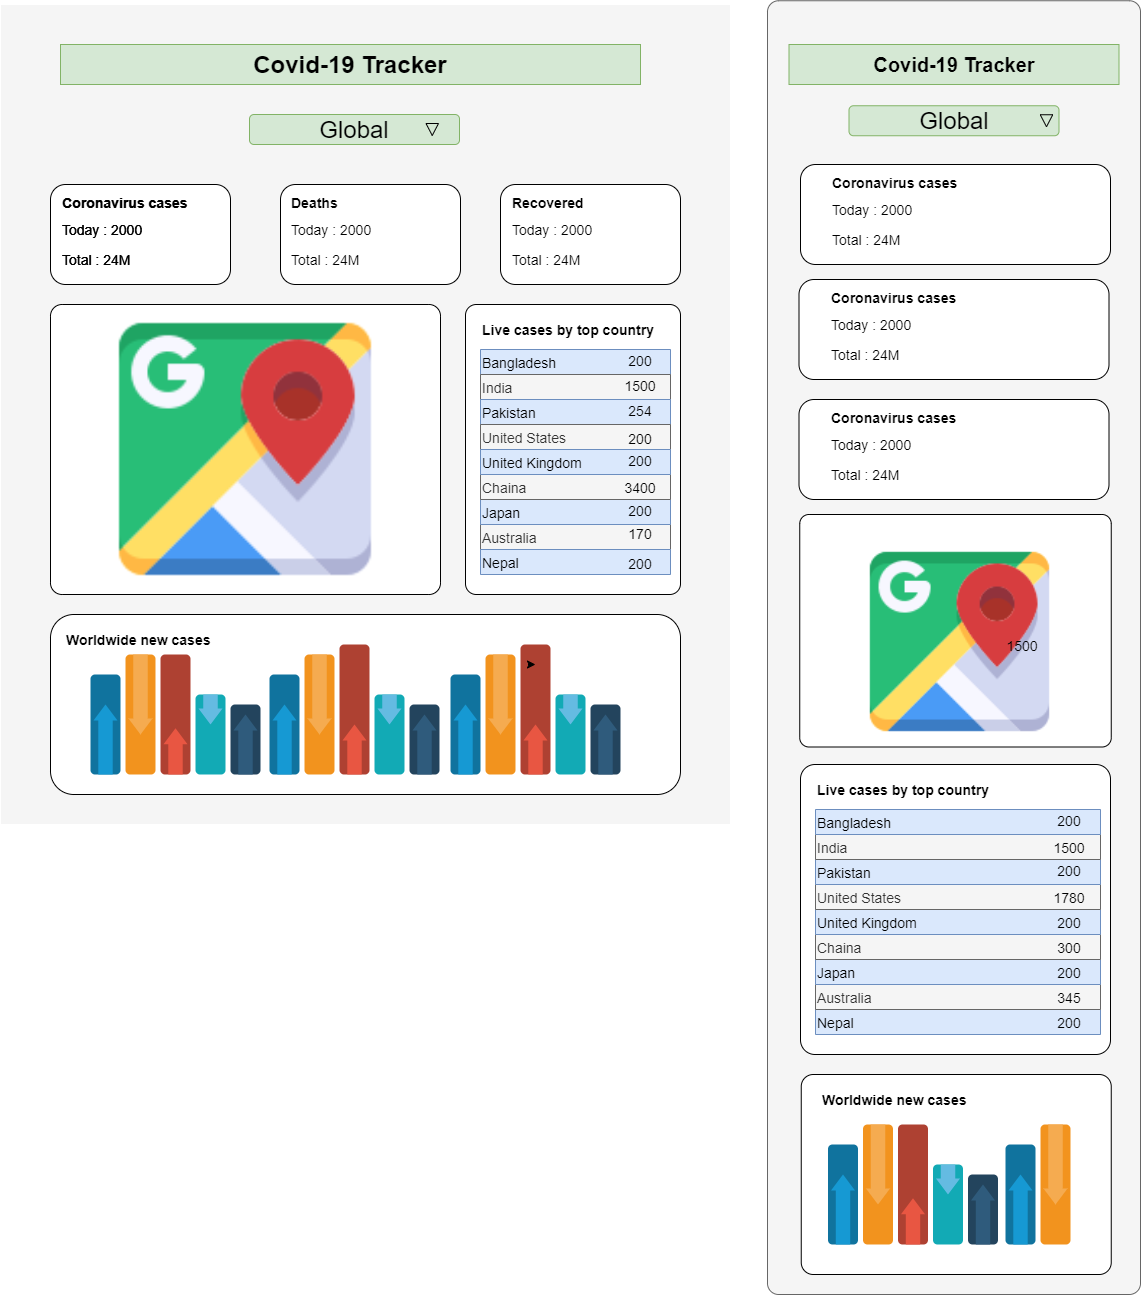 Covid-19 Tracker
Global ▽
Coronavirus cases
Today : 2000
Total : 24M
Deaths
Today : 2000
Total : 24M
Recovered
Today : 2000
Total : 24M
G
Live cases by top country
Bangladesh 200
India 1500
Pakistan 254
United States 200
United Kingdom 200
Chaina 3400
Japan 200
Australia 170
Nepal 200
Worldwide new cases
Covid-19 Tracker
Global ▽
Coronavirus cases
Today : 2000
Total : 24M
Coronavirus cases
Today : 2000
Total : 24M
Coronavirus cases
Today : 2000
Total : 24M
G
1500
Live cases by top country
Bangladesh 200
India 1500
Pakistan 200
United States 1780
United Kingdom 200
Chaina 300
Japan 200
Australia 345
Nepal 200
Worldwide new cases